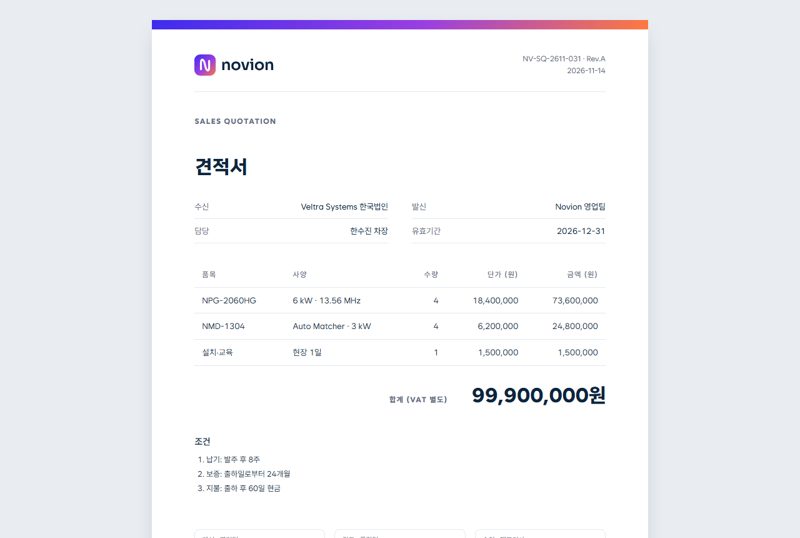 novion
NV-SQ-2611-031 · Rev.A
2026-11-14
SALES QUOTATION
견적서
수신 Veltra Systems 한국법인 발신 Novion 영업팀
담당 한수진 차장 유효기간 2026-12-31
품목 사양 수량 단가 (원) 금액 (원)
NPG-2060HG 6 kW · 13.56 MHz 4 18,400,000 73,600,000
NMD-1304 Auto Matcher · 3 kW 4 6,200,000 24,800,000
설치·교육 현장 1일 1 1,500,000 1,500,000
합계 (VAT 별도) 99,900,000원
조건
1. 납기: 발주 후 8주
2. 보증: 출하일로부터 24개월
3. 지불: 출하 후 60일 현금